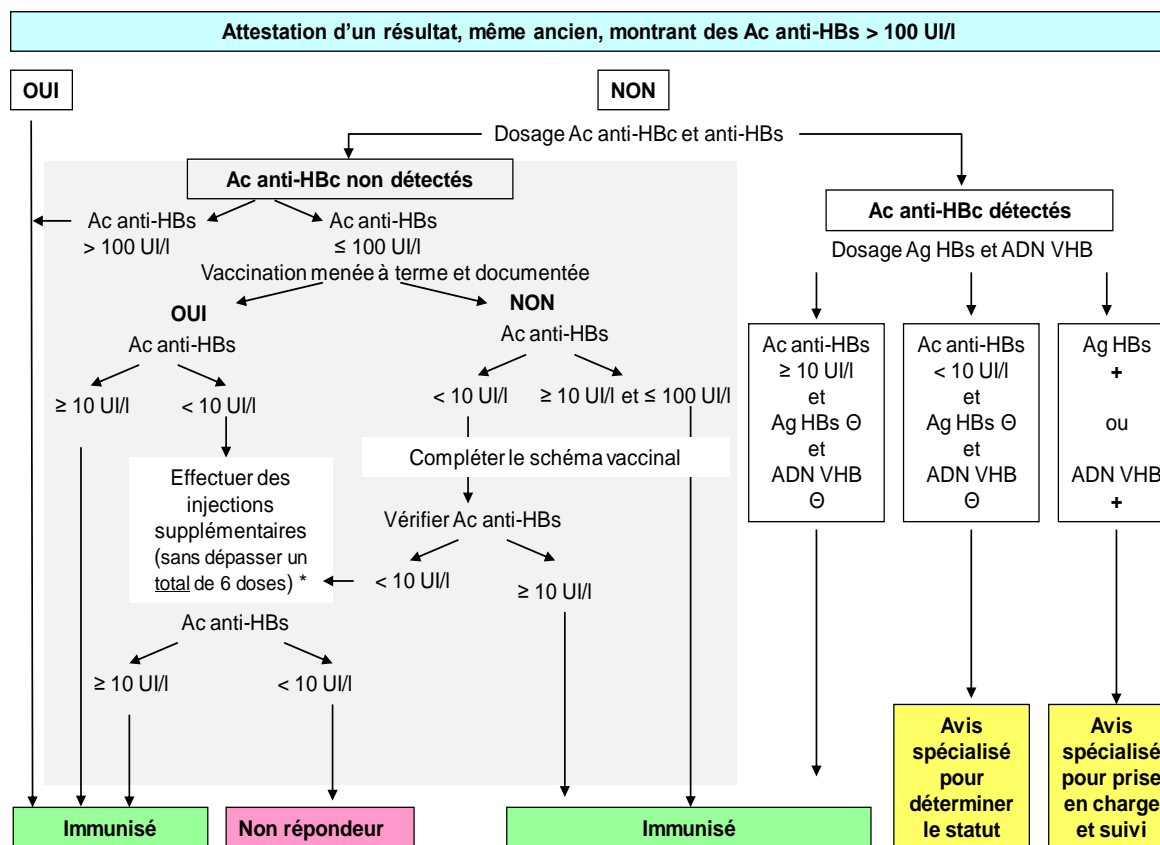 Attestation d'un résultat, même ancien, montrant des Ac anti-HBs > 100 UI/l
OUI
NON
Dosage Ac anti-HBc et anti-HBs
Ac anti-HBc non détectés
Ac anti-HBs
> 100 UI/l
Ac anti-HBs
≤ 100 UI/l
Vaccination menée à terme et documentée
OUI
Ac anti-HBs
≥ 10 UI/l
< 10 UI/l
Effectuer des
injections
supplémentaires
(sans dépasser un
total de 6 doses) *
Ac anti-HBs
≥ 10 UI/l
< 10 UI/l
NON
Ac anti-HBs
< 10 UI/l
≥ 10 UI/l et ≤ 100 UI/l
Compléter le schéma vaccinal
Vérifier Ac anti-HBs
< 10 UI/l
≥ 10 UI/l
Ac anti-HBc détectés
Dosage Ag HBs et ADN VHB
Ac anti-HBs
≥ 10 UI/l
et
Ag HBs Θ
et
ADN VHB
Θ
Ac anti-HBs
< 10 UI/l
et
Ag HBs Θ
et
ADN VHB
Θ
Ag HBs
+
ou
ADN VHB
+
Immunisé
Non répondeur
Immunisé
Avis
spécialisé
pour
déterminer
le statut
Avis
spécialisé
pour prise
en charge
et suivi